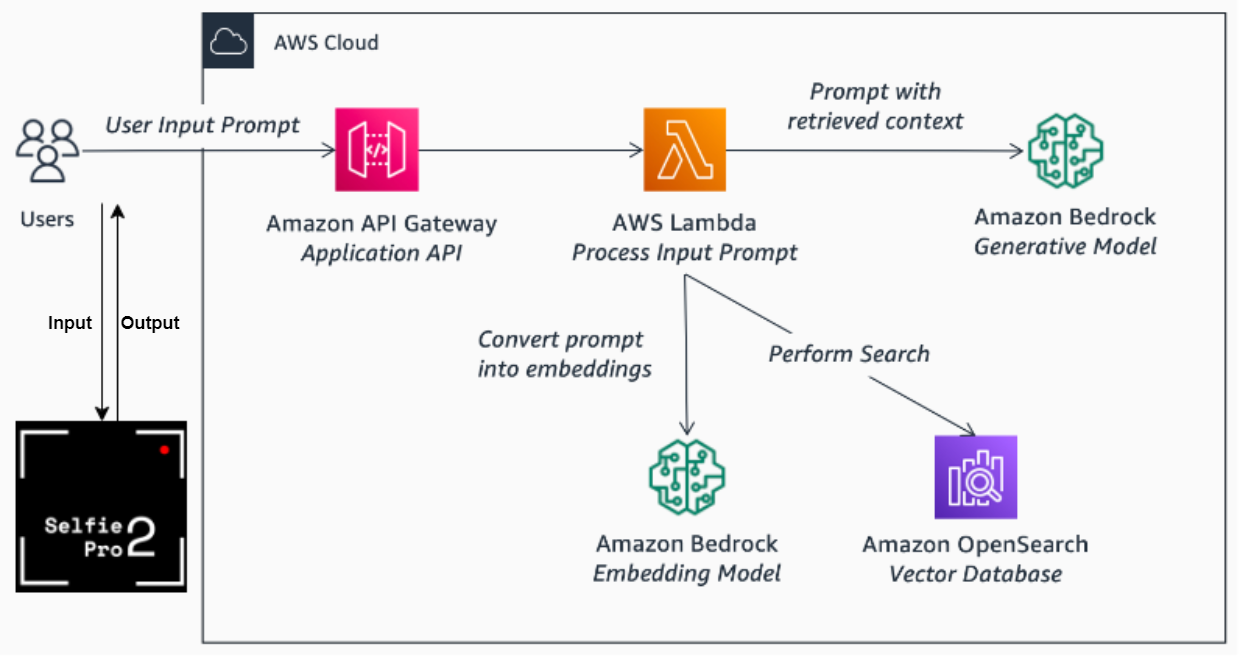 AWS Cloud
User Input Prompt
Prompt with
retrieved context
</>
Users
Amazon API Gateway
Application API
AWS Lambda
Process Input Prompt
Amazon Bedrock
Generative Model
Input
Output
Convert prompt
into embeddings
Perform Search
Selfie
Pro 2
Amazon Bedrock
Embedding Model
Amazon OpenSearch
Vector Database